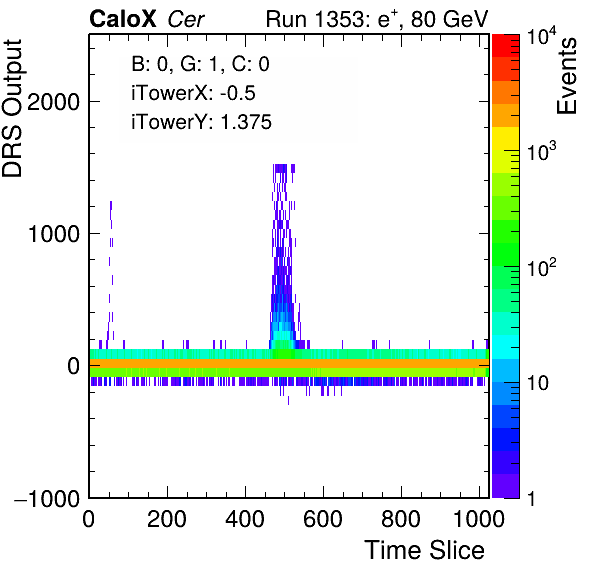 CaloX Cer Run 1353: e⁺, 80 GeV
B: 0, G: 1, C: 0
iTowerX: -0.5
iTowerY: 1.375
DRS Output
2000
1000
0
−1000
0 200 400 600 800 1000
Time Slice
Events
10⁴
10³
10²
10
1